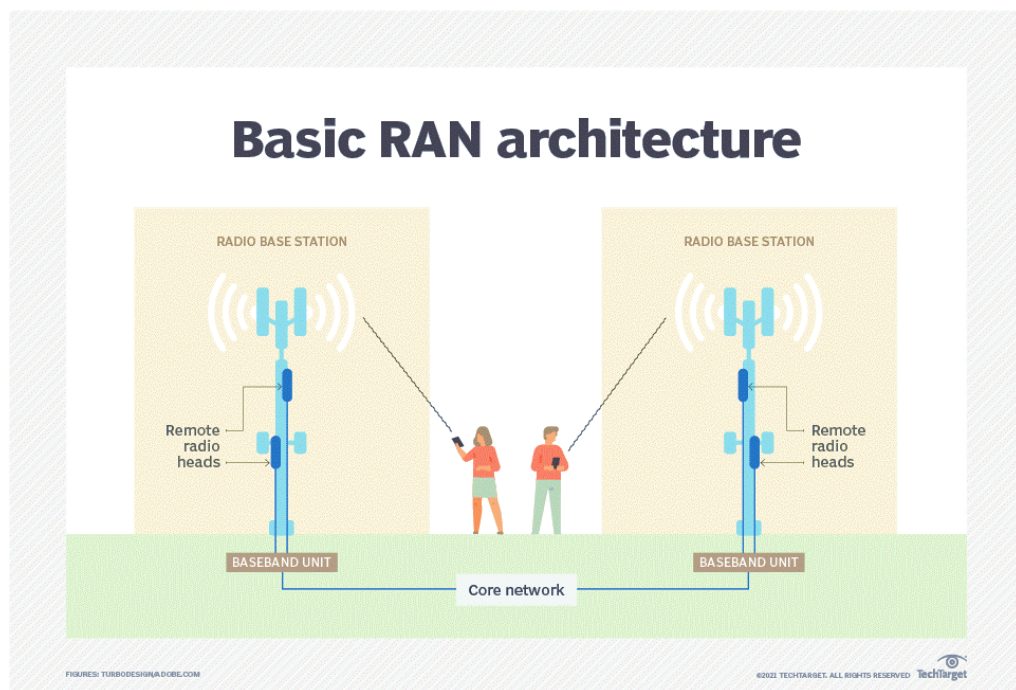 Basic RAN architecture
RADIO BASE STATION
RADIO BASE STATION
Remote
radio
heads
Remote
radio
heads
BASEBAND UNIT
BASEBAND UNIT
Core network
FIGURES: TURBODESIGN/ADOBE.COM
©2021 TECHTARGET. ALL RIGHTS RESERVED
TechTarget